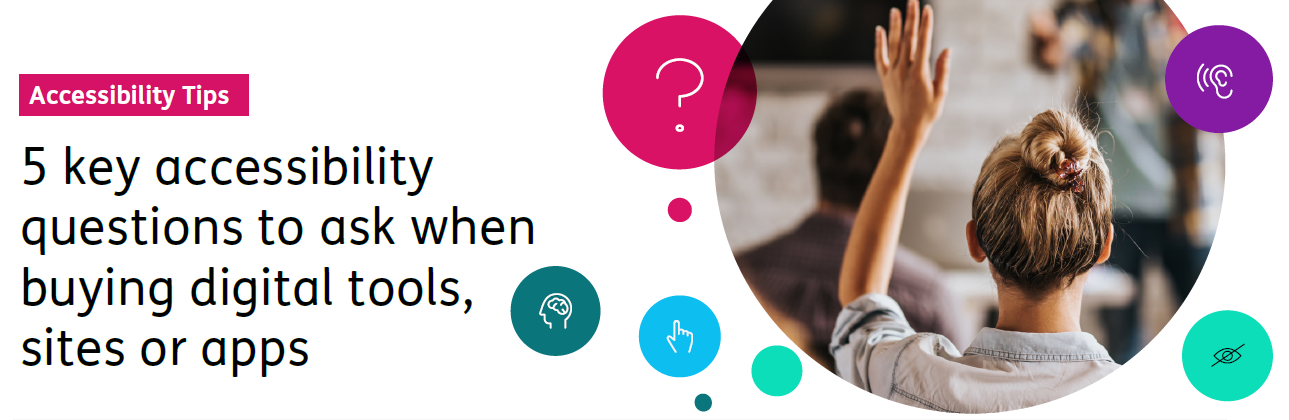 Accessibility Tips
5 key accessibility
questions to ask when
buying digital tools,
sites or apps
?